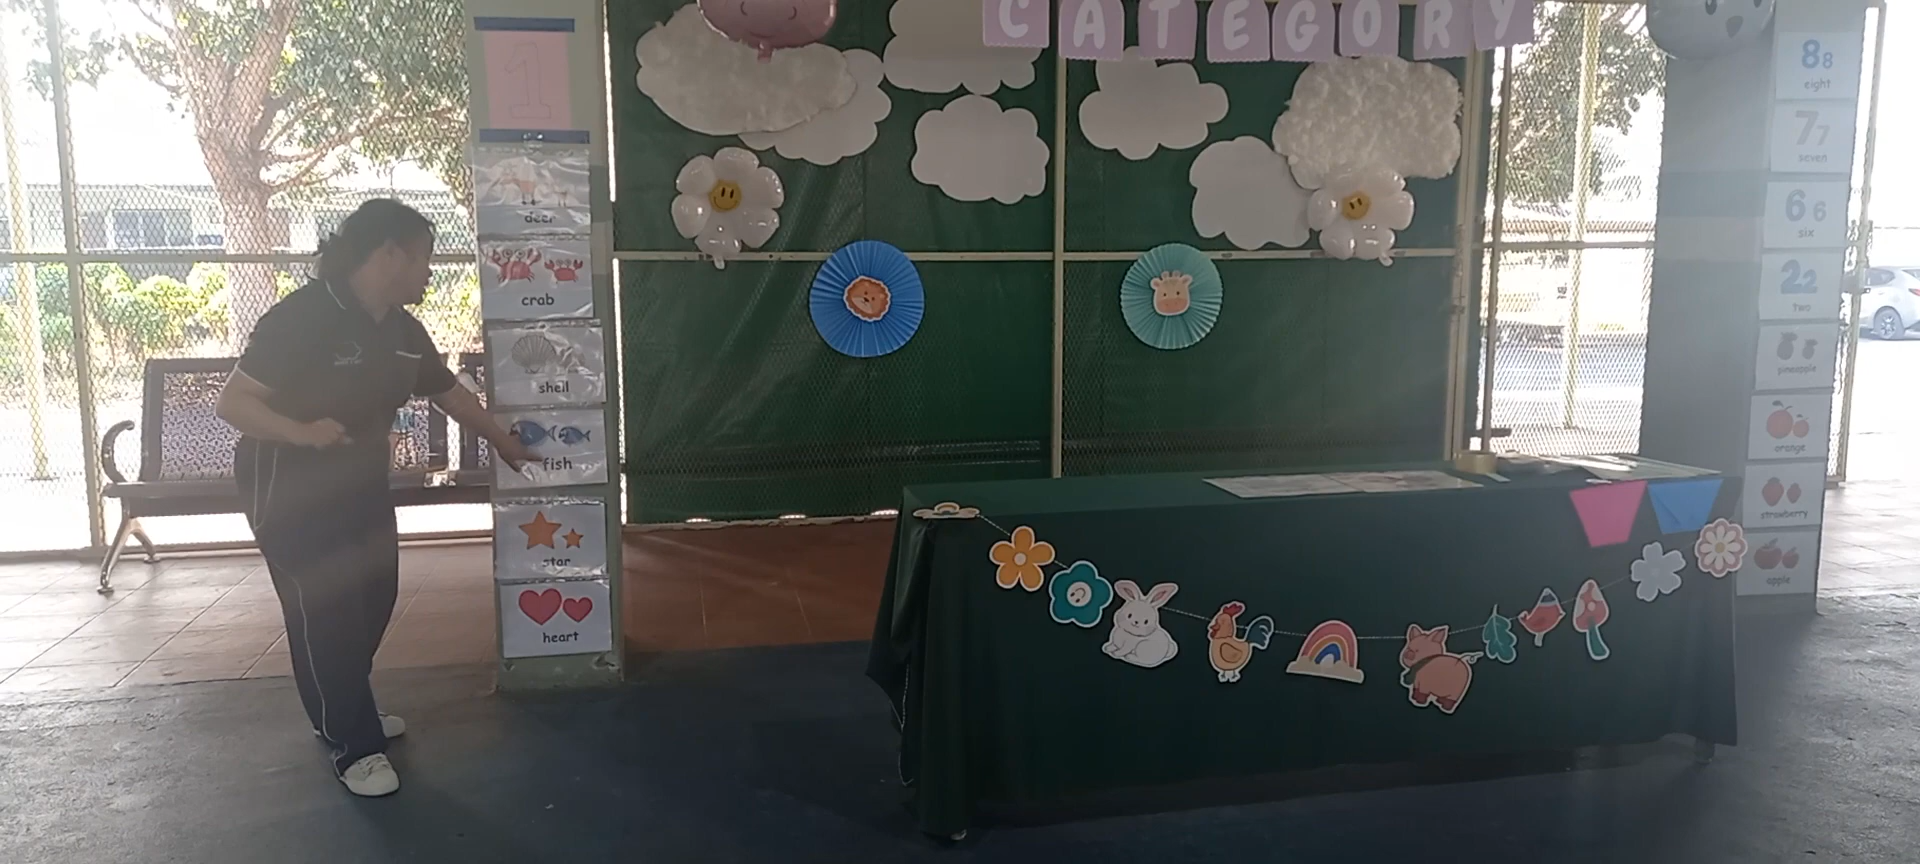 CATEGORY
1
deer
crab
shell
fish
star
heart
8 8
eight
7 7
seven
6 6
six
2 2
two
pineapple
orange
strawberry
apple